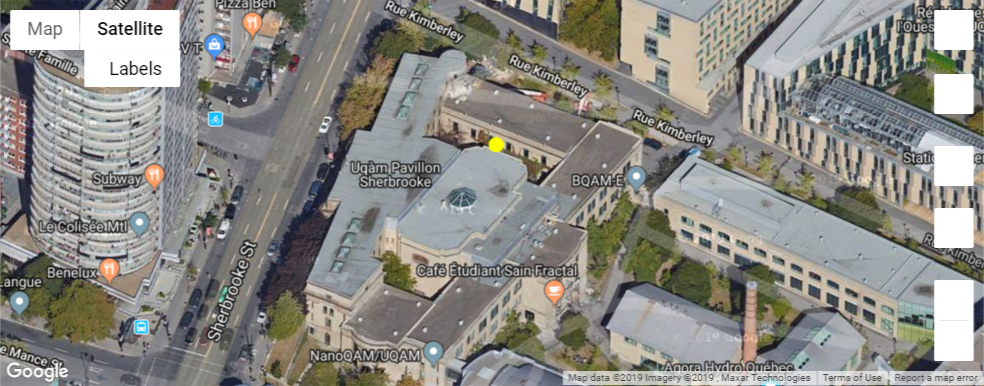 Map
Satellite
Labels
Pizza Ben
Rue Kimberley
Rue Kimberley
Rue Kimberley
Subway
Le Colisée Mtl
Benelux
Langue
Sherbrooke St
Uqàm Pavillon
Sherbrooke
BQAM-E
Café Étudiant Sain Fractal
NanoQAM/UQAM
Agora Hydro Québec
Google
Map data ©2019 Imagery ©2019 , Maxar Technologies
Terms of Use
Report a map error